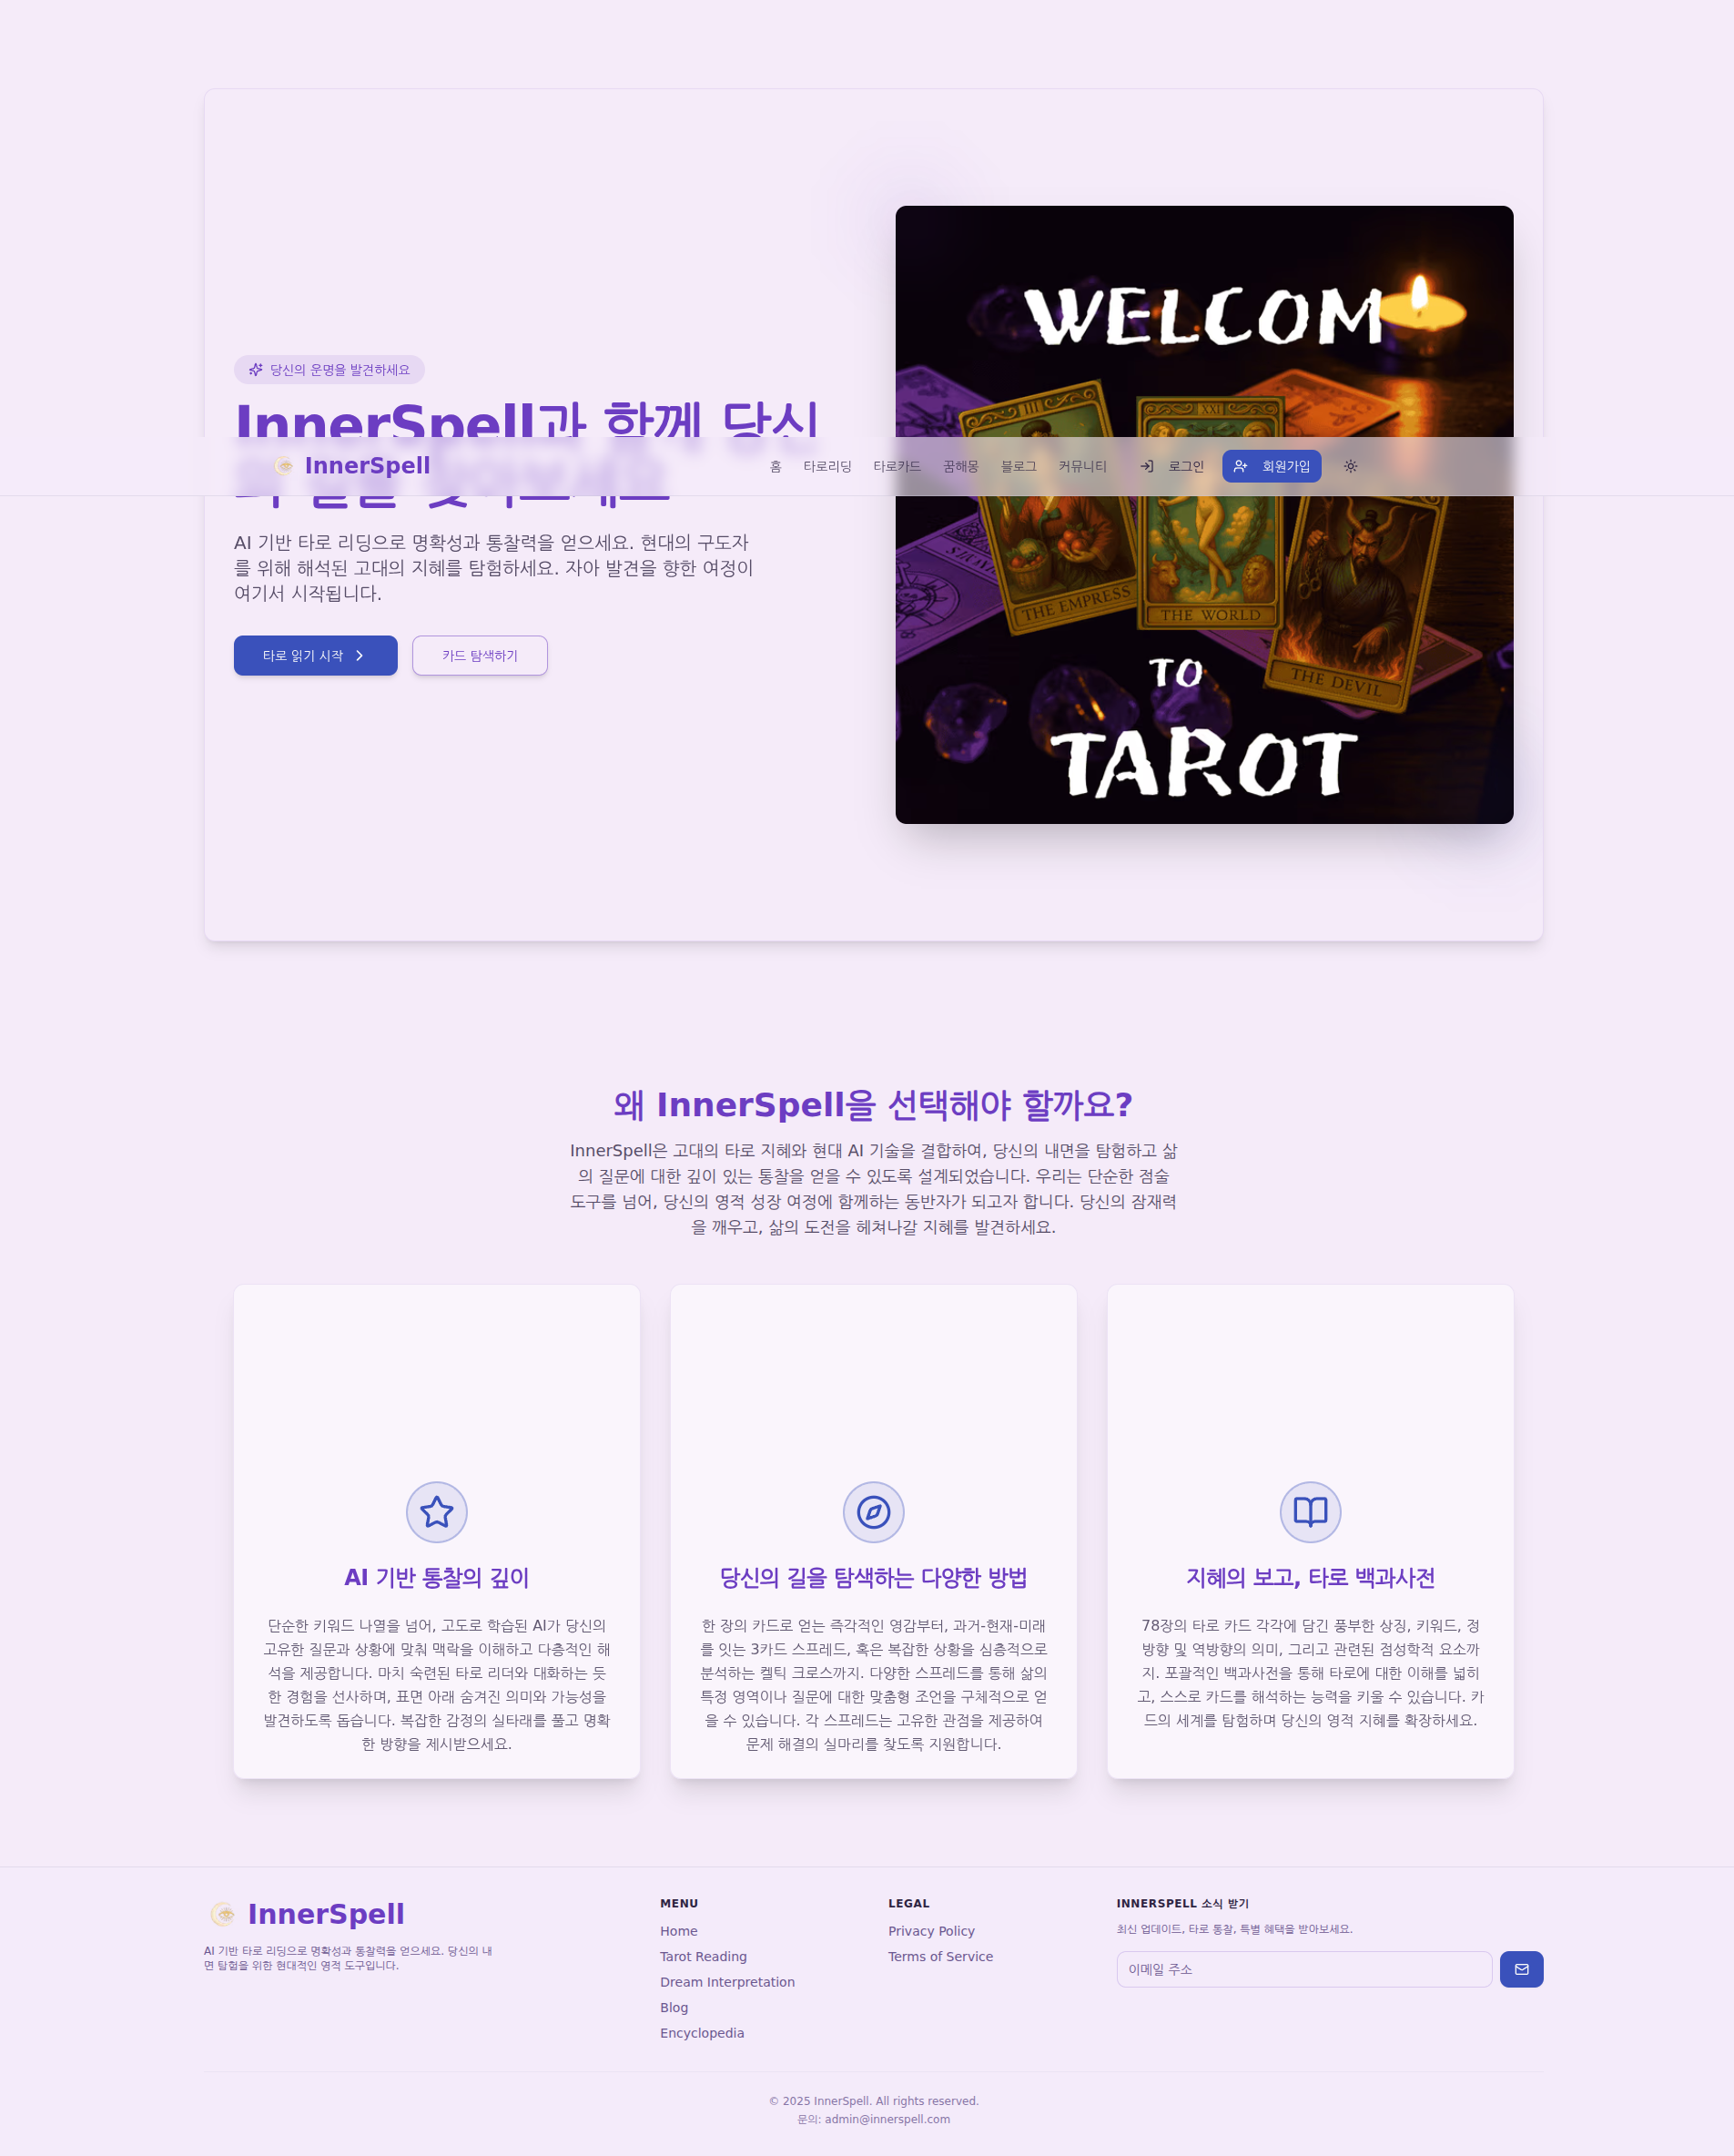 당신의 운명을 발견하세요
InnerSpell과 함께 당신
InnerSpell
홈 타로리딩 타로카드 꿈해몽 블로그 커뮤니티 로그인 회원가입
AI 기반 타로 리딩으로 명확성과 통찰력을 얻으세요. 현대의 구도자
를 위해 해석된 고대의 지혜를 탐험하세요. 자아 발견을 향한 여정이
여기서 시작됩니다.
타로 읽기 시작
카드 탐색하기
WELCOM
III
XXI
THE EMPRESS
THE WORLD
THE DEVIL
TO
TAROT
왜 InnerSpell을 선택해야 할까요?
InnerSpell은 고대의 타로 지혜와 현대 AI 기술을 결합하여, 당신의 내면을 탐험하고 삶
의 질문에 대한 깊이 있는 통찰을 얻을 수 있도록 설계되었습니다. 우리는 단순한 점술
도구를 넘어, 당신의 영적 성장 여정에 함께하는 동반자가 되고자 합니다. 당신의 잠재력
을 깨우고, 삶의 도전을 헤쳐나갈 지혜를 발견하세요.
AI 기반 통찰의 깊이
단순한 키워드 나열을 넘어, 고도로 학습된 AI가 당신의
고유한 질문과 상황에 맞춰 맥락을 이해하고 다층적인 해
석을 제공합니다. 마치 숙련된 타로 리더와 대화하는 듯
한 경험을 선사하며, 표면 아래 숨겨진 의미와 가능성을
발견하도록 돕습니다. 복잡한 감정의 실타래를 풀고 명확
한 방향을 제시받으세요.
당신의 길을 탐색하는 다양한 방법
한 장의 카드로 얻는 즉각적인 영감부터, 과거-현재-미래
를 잇는 3카드 스프레드, 혹은 복잡한 상황을 심층적으로
분석하는 켈틱 크로스까지. 다양한 스프레드를 통해 삶의
특정 영역이나 질문에 대한 맞춤형 조언을 구체적으로 얻
을 수 있습니다. 각 스프레드는 고유한 관점을 제공하여
문제 해결의 실마리를 찾도록 지원합니다.
지혜의 보고, 타로 백과사전
78장의 타로 카드 각각에 담긴 풍부한 상징, 키워드, 정
방향 및 역방향의 의미, 그리고 관련된 점성학적 요소까
지. 포괄적인 백과사전을 통해 타로에 대한 이해를 넓히
고, 스스로 카드를 해석하는 능력을 키울 수 있습니다. 카
드의 세계를 탐험하며 당신의 영적 지혜를 확장하세요.
InnerSpell
AI 기반 타로 리딩으로 명확성과 통찰력을 얻으세요. 당신의 내
면 탐험을 위한 현대적인 영적 도구입니다.
MENU
Home
Tarot Reading
Dream Interpretation
Blog
Encyclopedia
LEGAL
Privacy Policy
Terms of Service
INNERSPELL 소식 받기
최신 업데이트, 타로 통찰, 특별 혜택을 받아보세요.
이메일 주소
© 2025 InnerSpell. All rights reserved.
문의: admin@innerspell.com